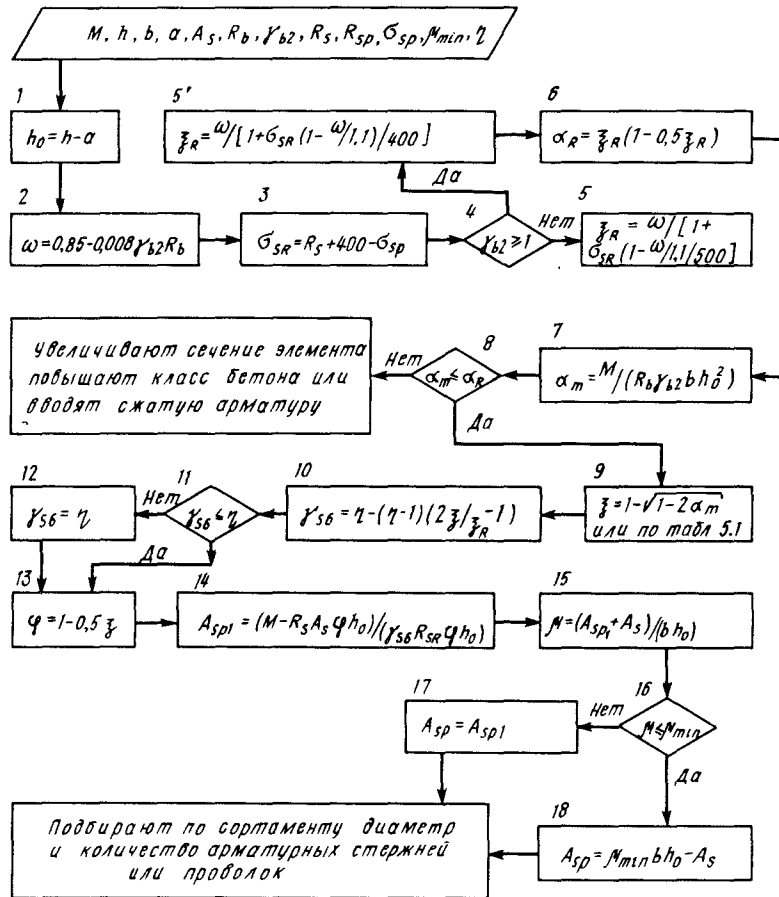 M, h, b, a, A_s, R_b, γ_b2, R_s, R_sp, σ_sp, μ_min, η
1
h_0 = h-a
5'
ξ_R = ω/[1+σ_SR(1-ω/1,1)/400]
6
α_R = ξ_R(1-0,5ξ_R)
Да
2
ω=0,85-0,008γ_b2R_b
3
σ_SR = R_s+400-σ_sp
4
γ_b2 ⩾ 1
Нет
5
ξ_R = ω/[1+
σ_SR(1-ω/1,1/500]
Увеличивают сечение элемента
повышают класс бетона или
вводят сжатую арматуру
Нет
8
α_m ⩽ α_R
Да
7
α_m = M/(R_bγ_b2bh_0²)
12
γ_s6 = η
Нет
11
γ_s6 ⩽ η
Да
10
γ_s6 = η-(η-1)(2ξ/ξ_R-1)
9
ξ=1-√1-2α_m
или по табл 5.1
13
φ=1-0,5ξ
14
A_sp1 = (M-R_sA_sφh_0)/(γ_s6R_SRφh_0)
15
μ=(A_sp1+A_s)/(bh_0)
17
A_sp = A_sp1
Нет
16
μ⩽μ_min
Да
Подбирают по сортаменту диаметр
и количество арматурных стержней
или проволок
18
A_sp = μ_min bh_0-A_s